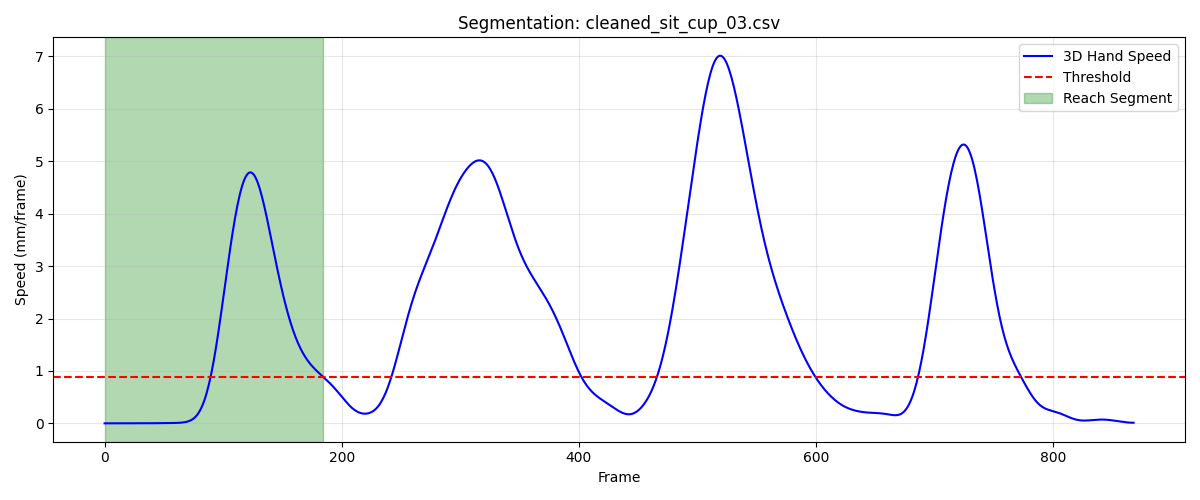 Segmentation: cleaned_sit_cup_03.csv
3D Hand Speed
Threshold
Reach Segment
Speed (mm/frame)
7
6
5
4
3
2
1
0
0 200 400 600 800
Frame